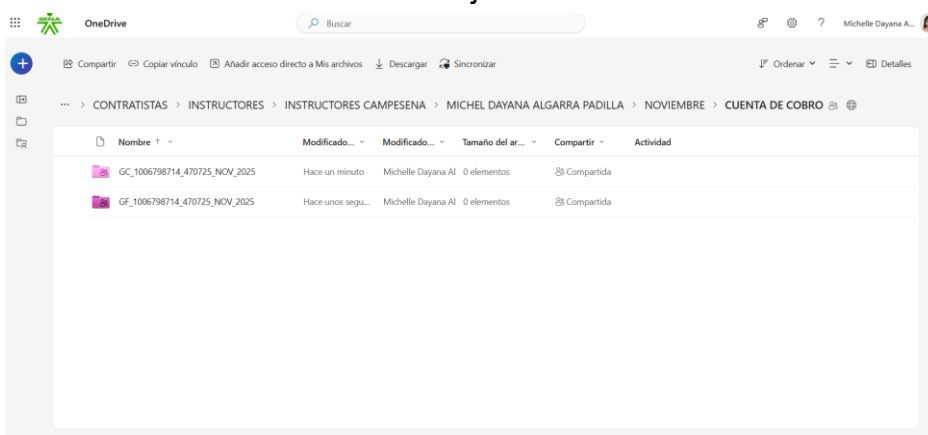 SENA
OneDrive
Buscar
?
Michelle Dayana A...
Compartir Copiar vínculo Añadir acceso directo a Mis archivos Descargar Sincronizar
Ordenar Detalles
... > CONTRATISTAS > INSTRUCTORES > INSTRUCTORES CAMPESENA > MICHEL DAYANA ALGARRA PADILLA > NOVIEMBRE > CUENTA DE COBRO
Nombre ↑ Modificado... Modificado... Tamaño del ar... Compartir Actividad
GC_1006798714_470725_NOV_2025 Hace un minuto Michelle Dayana Al 0 elementos Compartida
GF_1006798714_470725_NOV_2025 Hace unos segu... Michelle Dayana Al 0 elementos Compartida